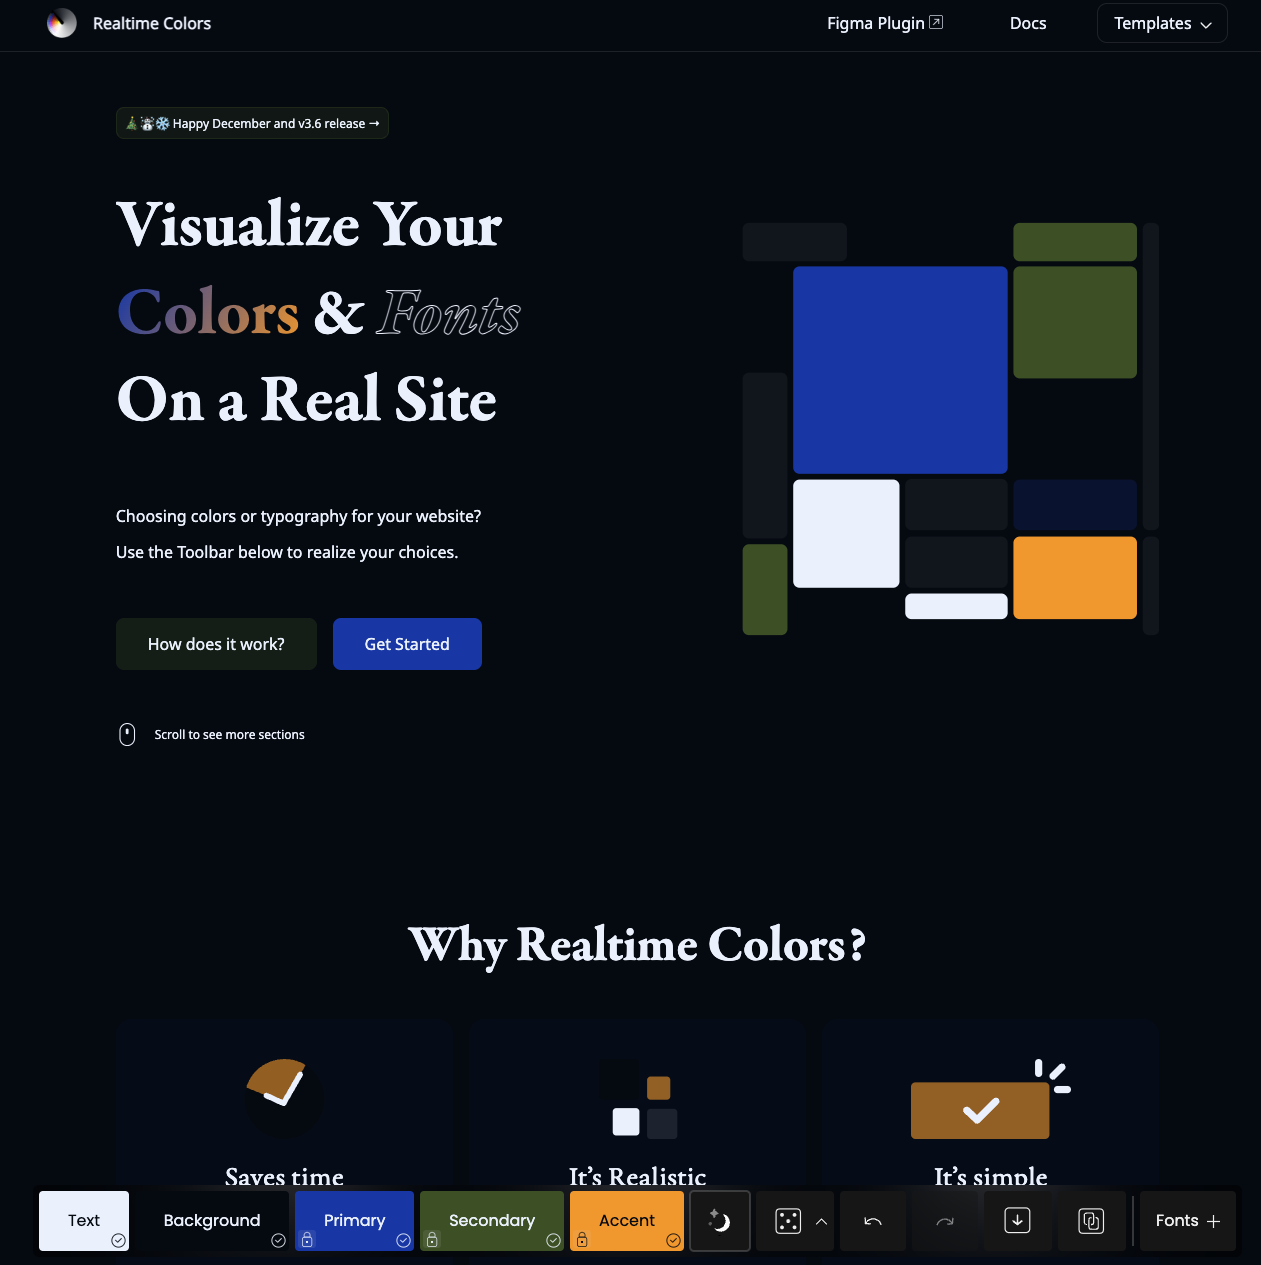 Realtime Colors
Figma Plugin
Docs
Templates
Happy December and v3.6 release →
Visualize Your
Colors & Fonts
On a Real Site
Choosing colors or typography for your website?
Use the Toolbar below to realize your choices.
How does it work?
Get Started
Scroll to see more sections
Why Realtime Colors?
Saves time
It's Realistic
It's simple
Text
Background
Primary
Secondary
Accent
Fonts